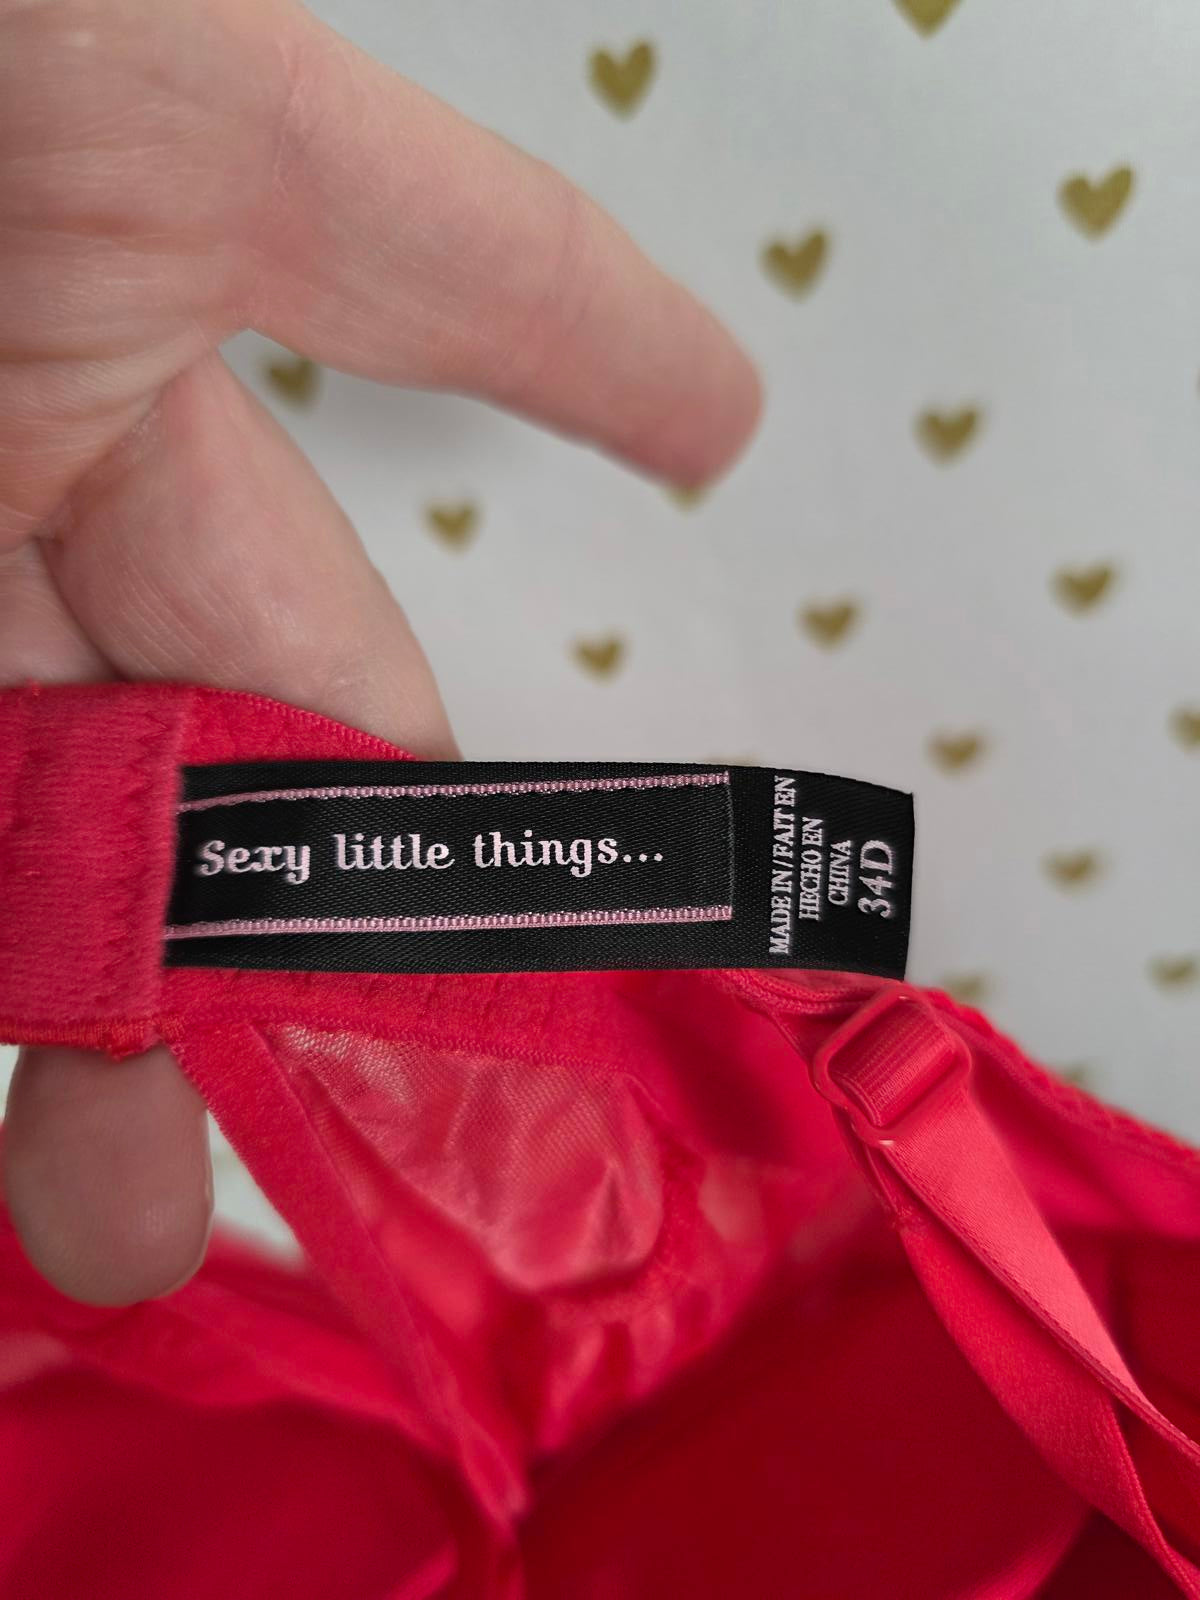 Sexy little things...
MADE IN / FAIT EN
HECHO EN
CHINA
34D